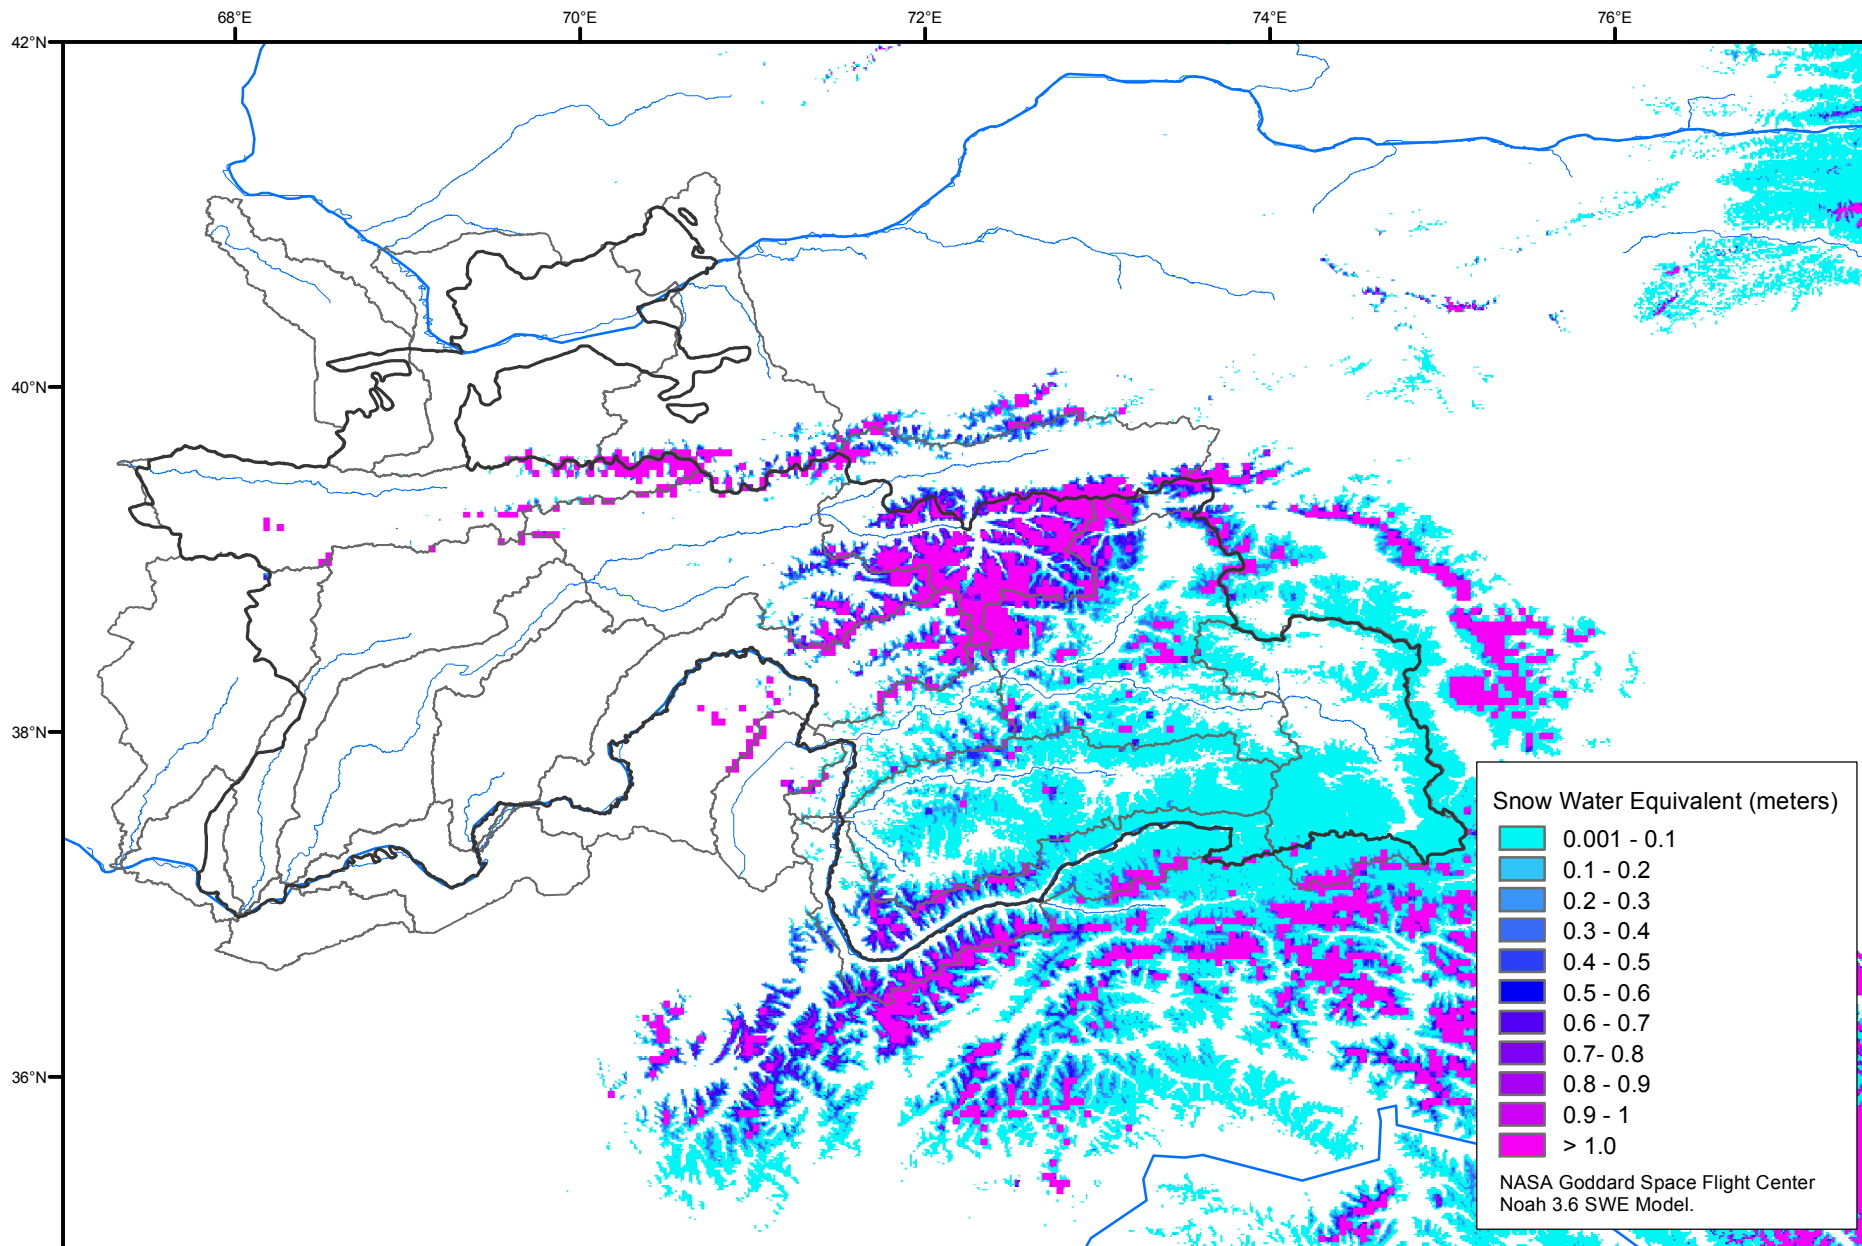 68°E
70°E
72°E
74°E
76°E
42°N
40°N
38°N
36°N
Snow Water Equivalent (meters)
0.001 - 0.1
0.1 - 0.2
0.2 - 0.3
0.3 - 0.4
0.4 - 0.5
0.5 - 0.6
0.6 - 0.7
0.7- 0.8
0.8 - 0.9
0.9 - 1
> 1.0
NASA Goddard Space Flight Center
Noah 3.6 SWE Model.